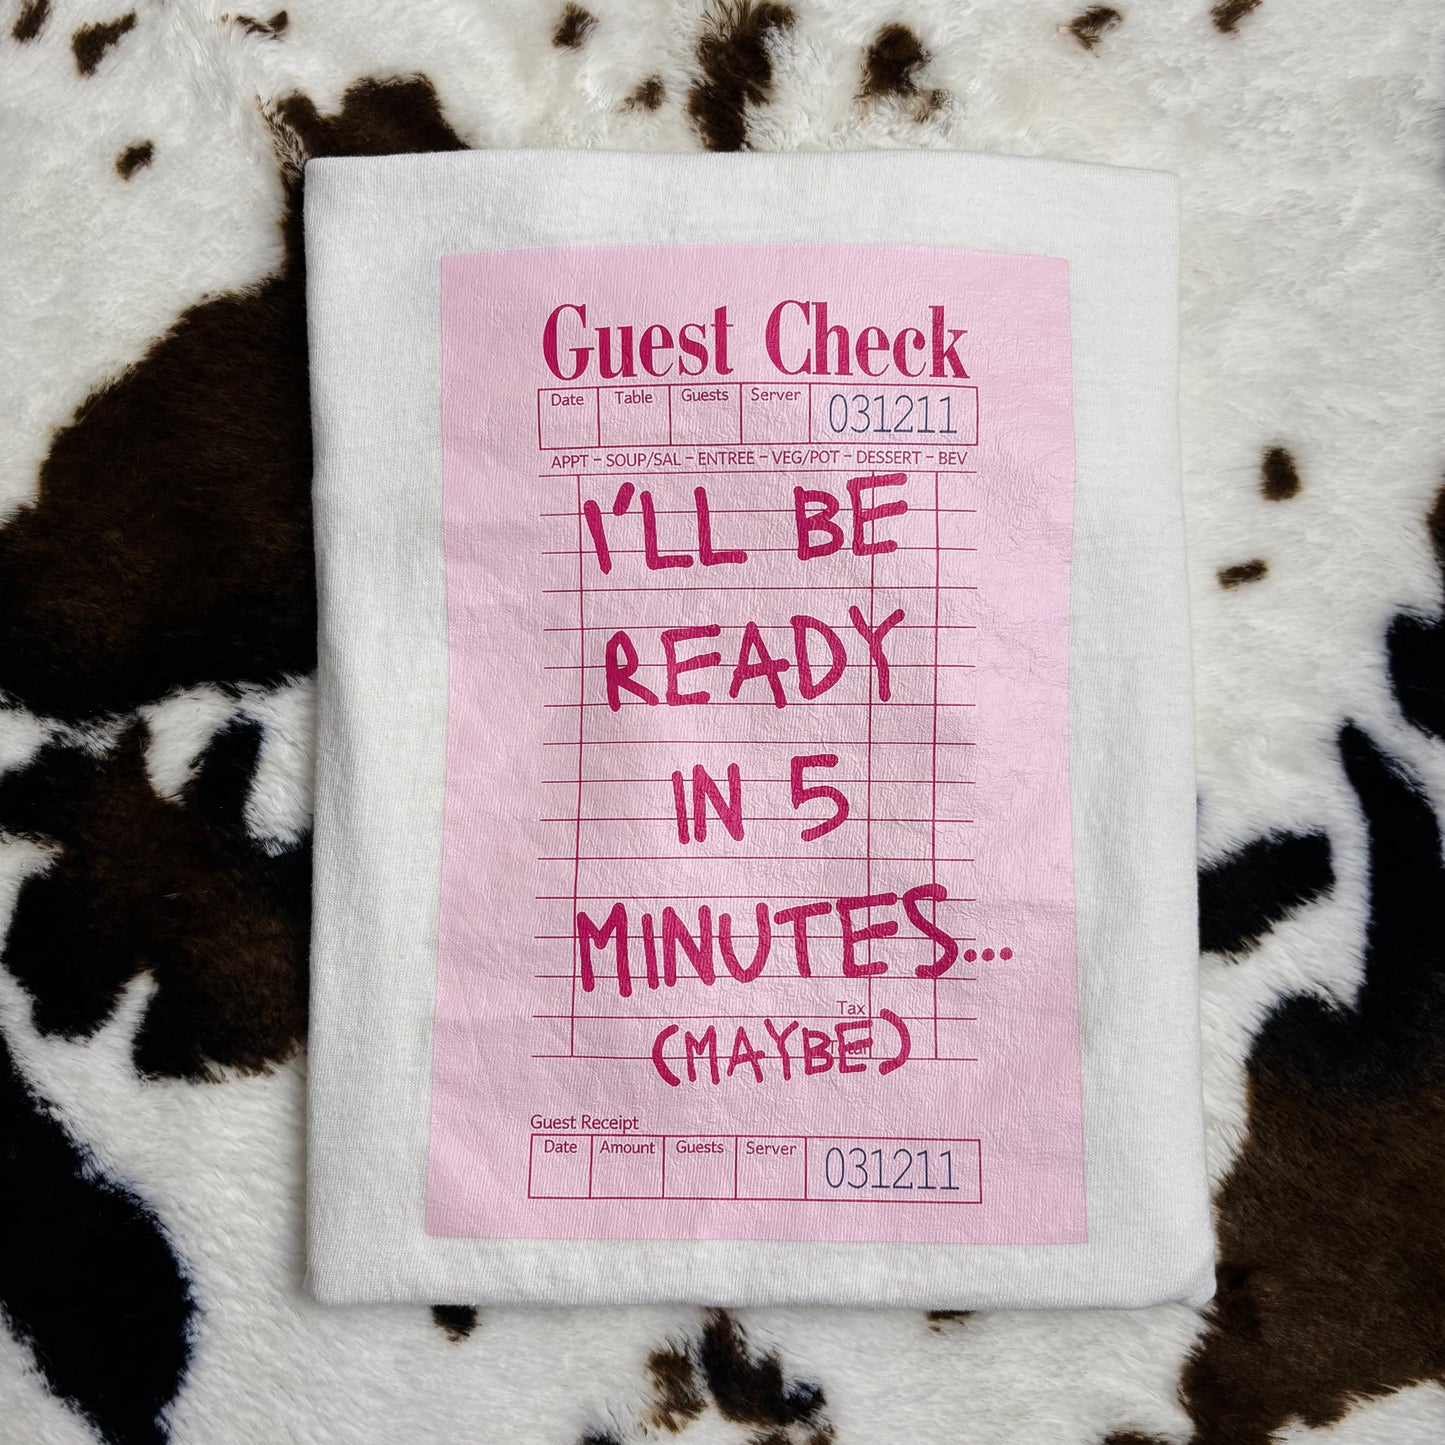 Guest Check
Date Table Guests Server 031211
APPT – SOUP/SAL – ENTREE – VEG/POT – DESSERT – BEV
I'LL BE
READY
IN 5
MINUTES...
Tax
Total
(MAYBE)
Guest Receipt
Date Amount Guests Server 031211